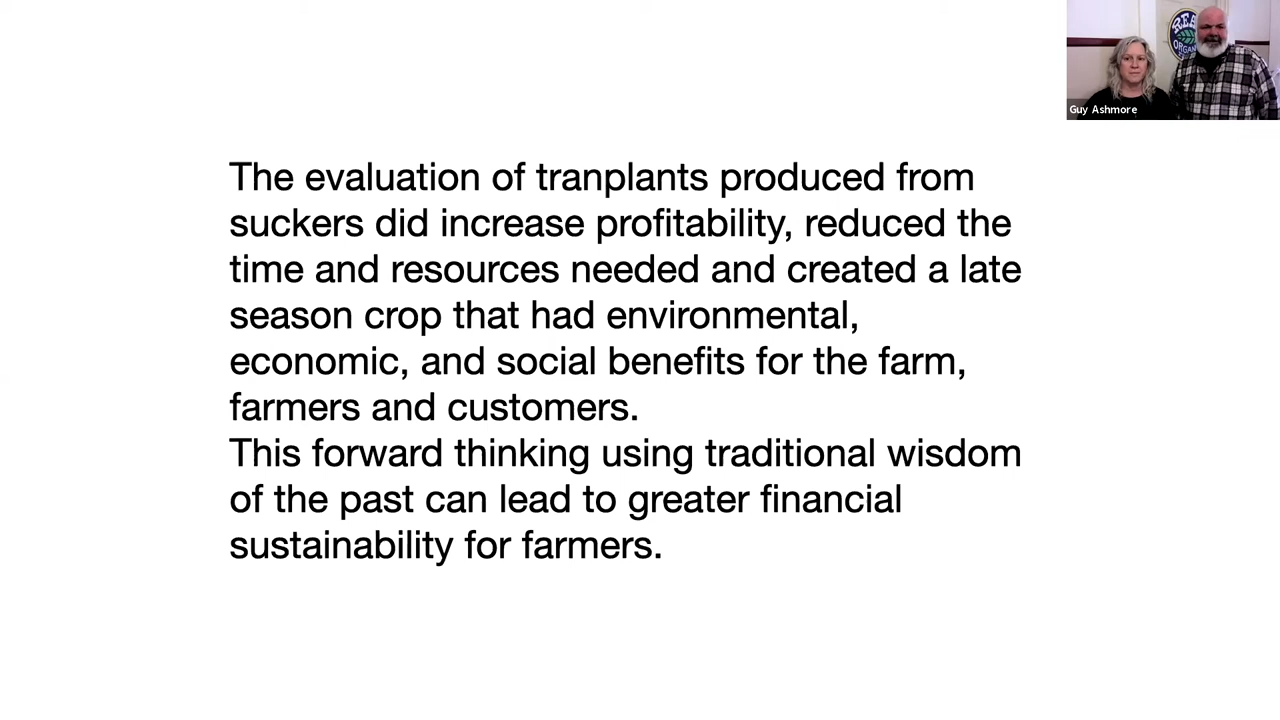 REA
ORGAN
Guy Ashmore
The evaluation of tranplants produced from
suckers did increase profitability, reduced the
time and resources needed and created a late
season crop that had environmental,
economic, and social benefits for the farm,
farmers and customers.
This forward thinking using traditional wisdom
of the past can lead to greater financial
sustainability for farmers.